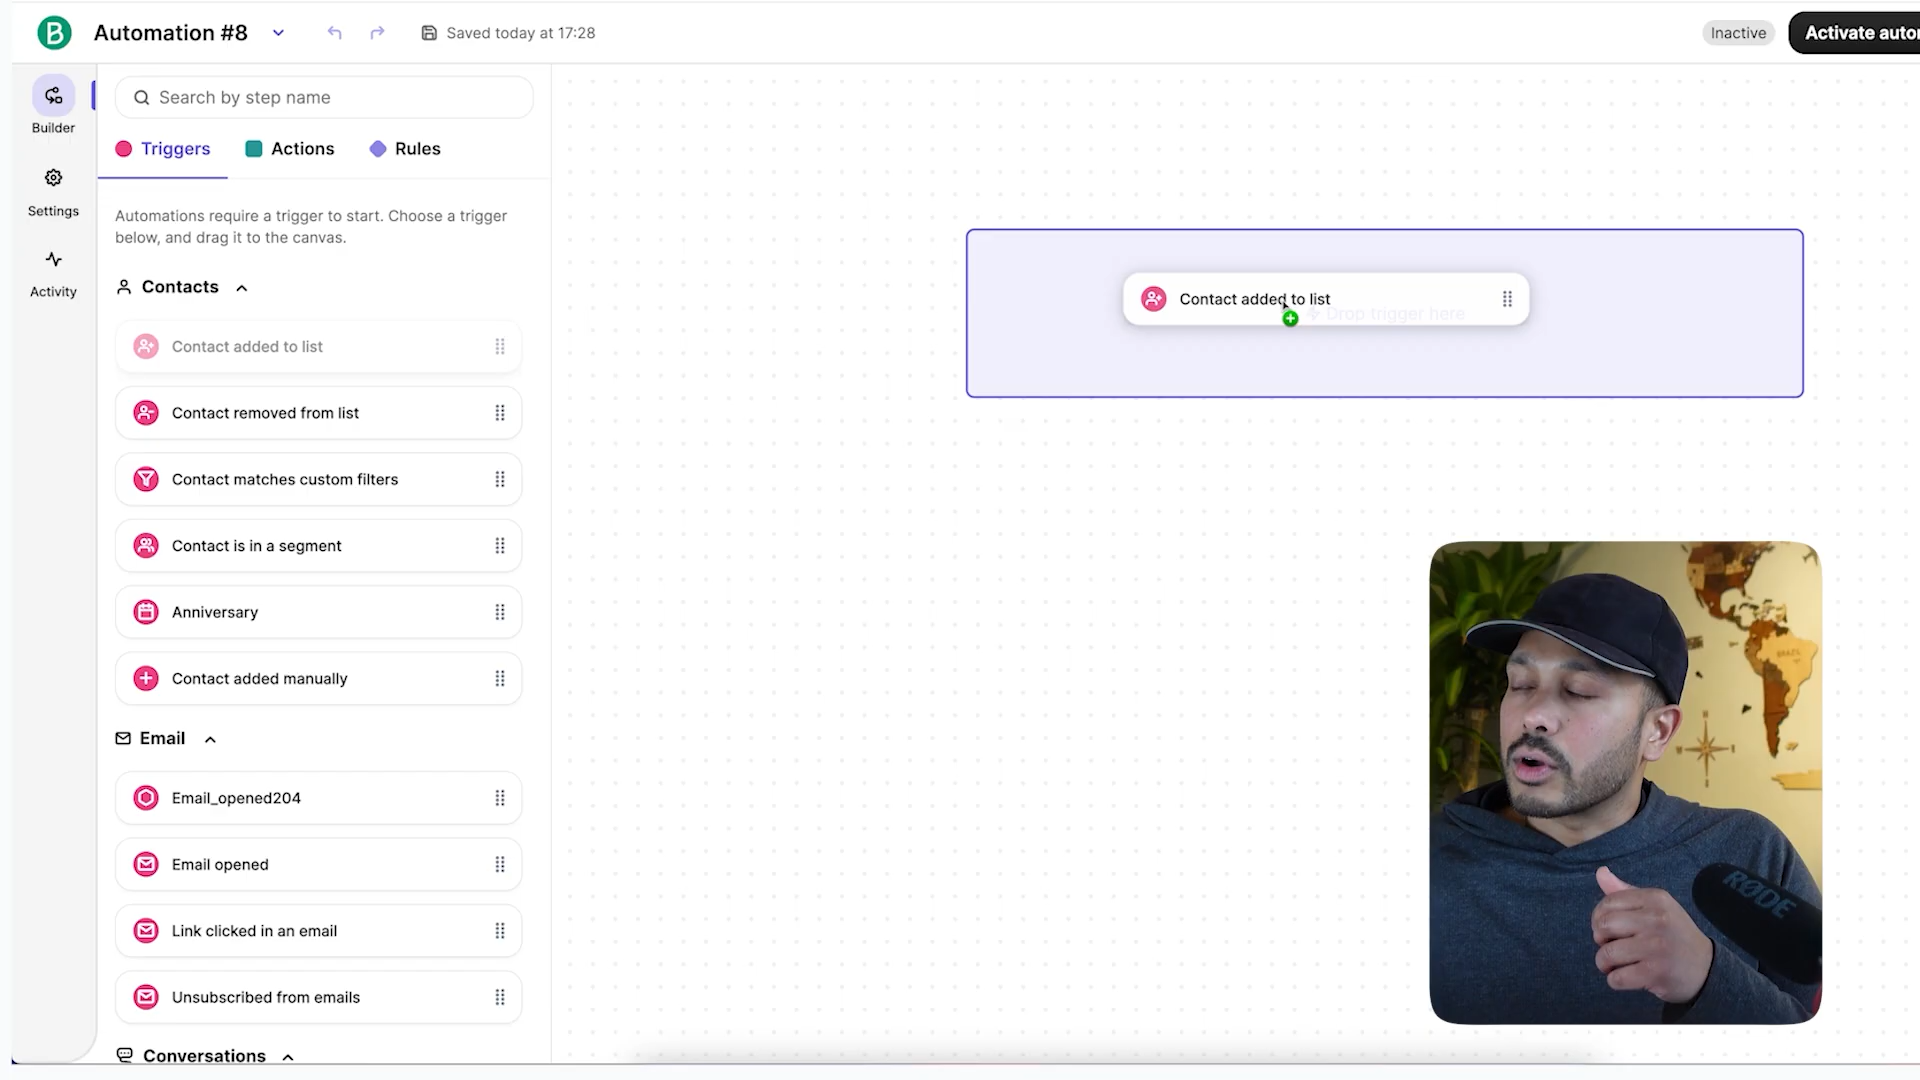 B
Automation #8
Saved today at 17:28
Inactive
Activate auto
Builder
Settings
Activity
Search by step name
Triggers
Actions
Rules
Automations require a trigger to start. Choose a trigger
below, and drag it to the canvas.
Contacts
Contact added to list
Contact removed from list
Contact matches custom filters
Contact is in a segment
Anniversary
Contact added manually
Email
Email_opened204
Email opened
Link clicked in an email
Unsubscribed from emails
Conversations
Contact added to list
Drop trigger here
BRAZIL
RØDE